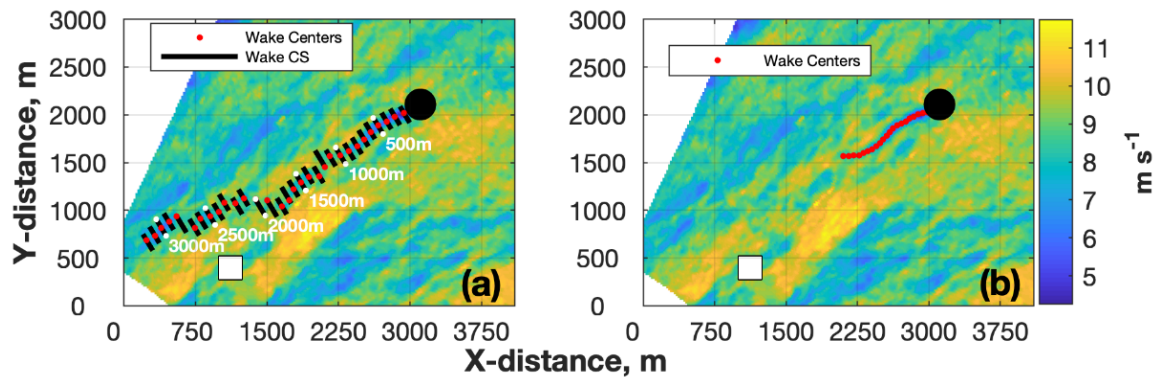 3000
2500
2000
1500
1000
500
0
Y-distance, m
Wake Centers
Wake CS
500m
1000m
1500m
2000m
2500m
3000m
(a)
0 750 1500 2250 3000 3750
3000
2500
2000
1500
1000
500
0
Wake Centers
(b)
0 750 1500 2250 3000 3750
X-distance, m
11
10
9
8
7
6
5
m s-1